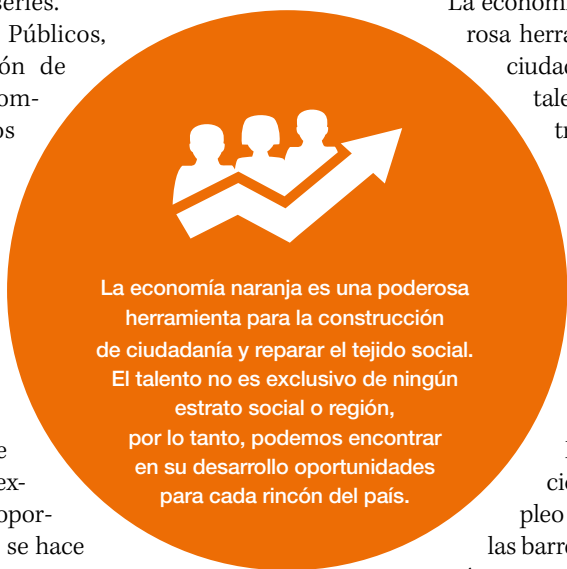 series.
Públicos,
ón de
om-
os
La economí
rosa herra
ciudad
tale
tr
La economía naranja es una poderosa
herramienta para la construcción
de ciudadanía y reparar el tejido social.
El talento no es exclusivo de ningún
estrato social o región,
por lo tanto, podemos encontrar
en su desarrollo oportunidades
para cada rincón del país.
e
ex-
opor-
se hace
cio
pleo
las barre